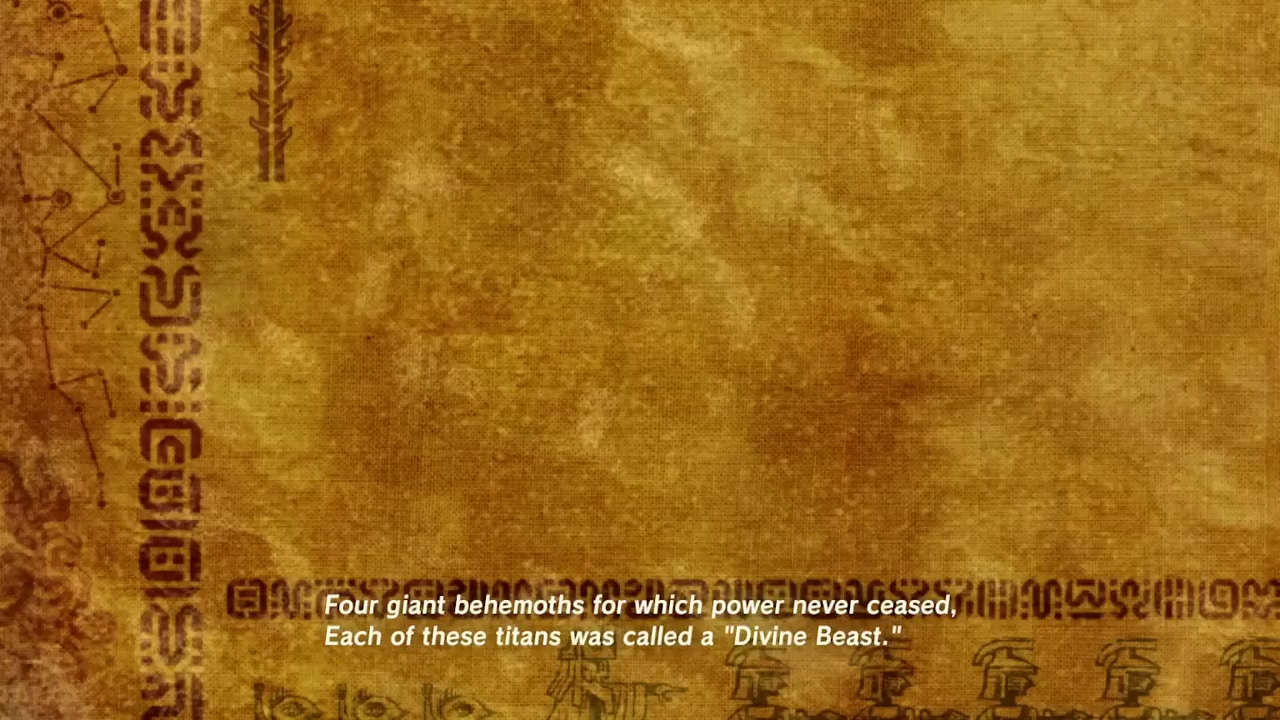 Four giant behemoths for which power never ceased,
Each of these titans was called a "Divine Beast."